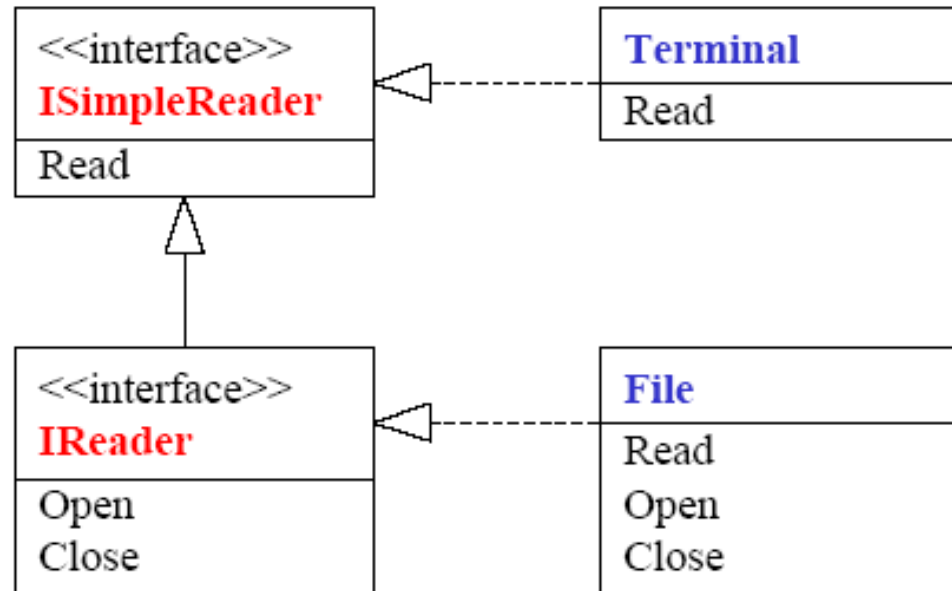 <<interface>>
ISimpleReader
Read
Terminal
Read
<<interface>>
IReader
Open
Close
File
Read
Open
Close